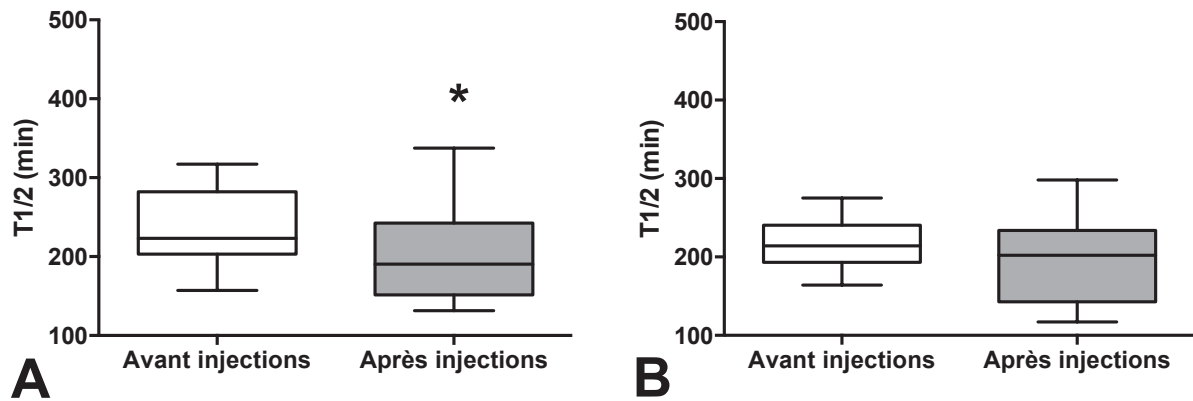 500
400
300
200
100
T1/2 (min)
*
Avant injections
Après injections
A
500
400
300
200
100
T1/2 (min)
Avant injections
Après injections
B